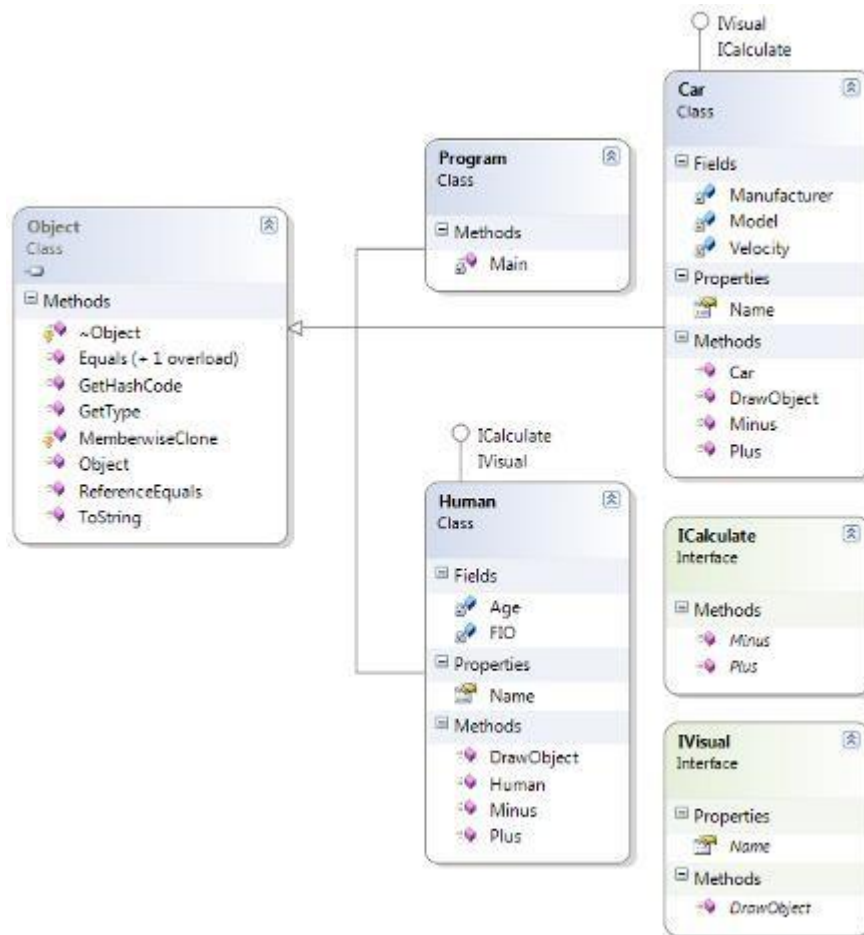 Object
Class
Methods
~Object
Equals (+ 1 overload)
GetHashCode
GetType
MemberwiseClone
Object
ReferenceEquals
ToString
Program
Class
Methods
Main
ICalculate
IVisual
Human
Class
Fields
Age
FIO
Properties
Name
Methods
DrawObject
Human
Minus
Plus
IVisual
ICalculate
Car
Class
Fields
Manufacturer
Model
Velocity
Properties
Name
Methods
Car
DrawObject
Minus
Plus
ICalculate
Interface
Methods
Minus
Plus
IVisual
Interface
Properties
Name
Methods
DrawObject